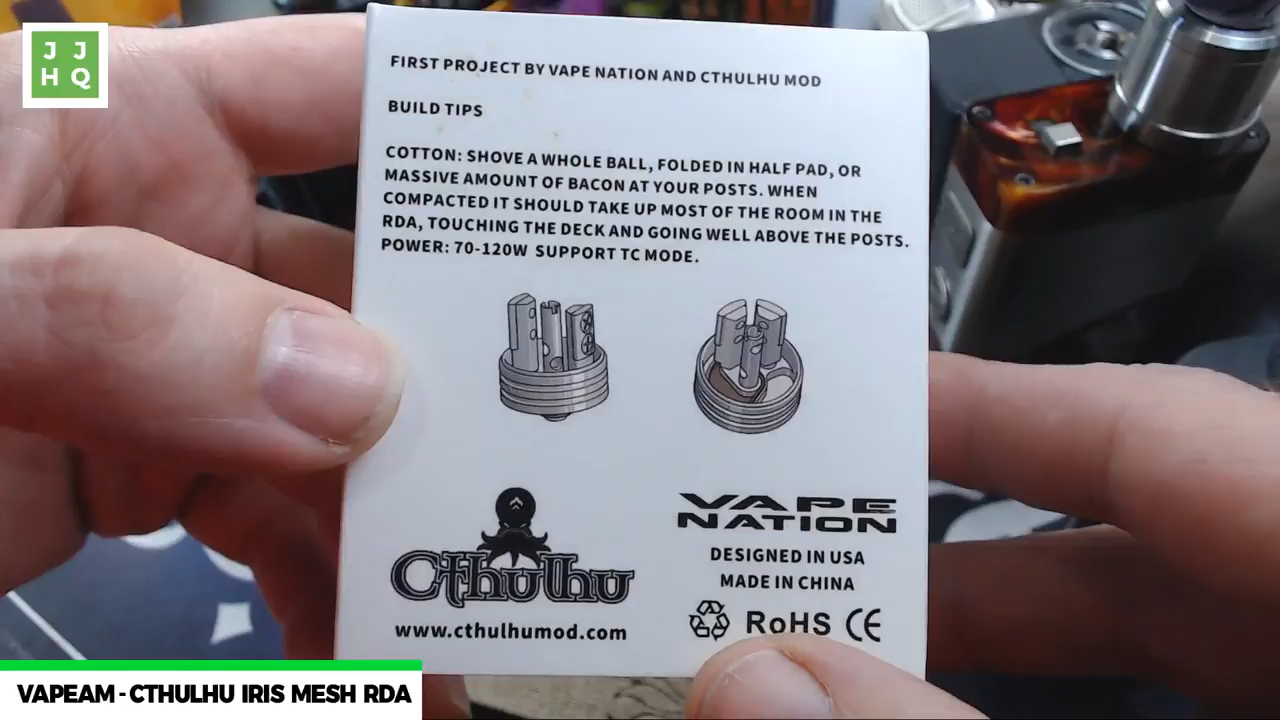 J J
H Q
FIRST PROJECT BY VAPE NATION AND CTHULHU MOD
BUILD TIPS
COTTON: SHOVE A WHOLE BALL, FOLDED IN HALF PAD, OR
MASSIVE AMOUNT OF BACON AT YOUR POSTS. WHEN
COMPACTED IT SHOULD TAKE UP MOST OF THE ROOM IN THE
RDA, TOUCHING THE DECK AND GOING WELL ABOVE THE POSTS.
POWER: 70-120W SUPPORT TC MODE.
Cthulhu
www.cthulhumod.com
VAPE
NATION
DESIGNED IN USA
MADE IN CHINA
RoHS CE
VAPEAM - CTHULHU IRIS MESH RDA